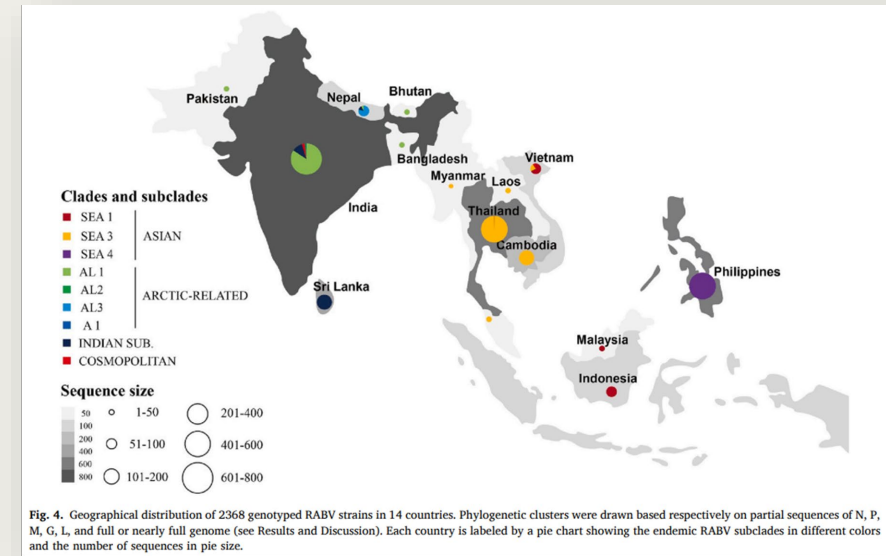 Pakistan
Nepal
Bhutan
Bangladesh
India
Sri Lanka
Myanmar
Laos
Vietnam
Thailand
Cambodia
Philippines
Malaysia
Indonesia
Clades and subclades
SEA 1
SEA 3
SEA 4
ASIAN
AL 1
AL2
AL3
A 1
ARCTIC-RELATED
INDIAN SUB.
COSMOPOLITAN
Sequence size
50
100
200
400
600
800
1-50
51-100
101-200
201-400
401-600
601-800
Fig. 4. Geographical distribution of 2368 genotyped RABV strains in 14 countries. Phylogenetic clusters were drawn based respectively on partial sequences of N, P,
M, G, L, and full or nearly full genome (see Results and Discussion). Each country is labeled by a pie chart showing the endemic RABV subclades in different colors
and the number of sequences in pie size.